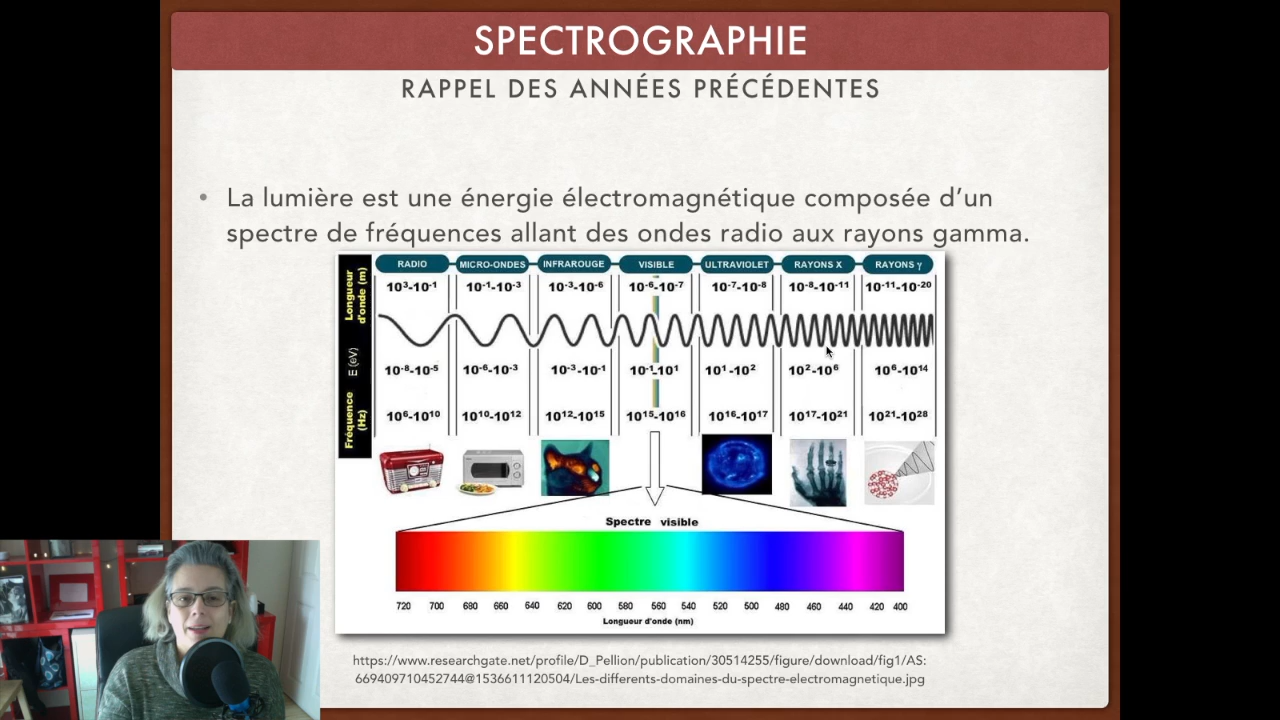 SPECTROGRAPHIE
RAPPEL DES ANNÉES PRÉCÉDENTES
• La lumière est une énergie électromagnétique composée d’un
spectre de fréquences allant des ondes radio aux rayons gamma.
RADIO MICRO-ONDES INFRAROUGE VISIBLE ULTRAVIOLET RAYONS X RAYONS γ
Longueur d'onde (m)
10³-10⁻¹ 10⁻¹-10⁻³ 10⁻³-10⁻⁶ 10⁻⁶-10⁻⁷ 10⁻⁷-10⁻⁸ 10⁻⁸-10⁻¹¹ 10⁻¹¹-10⁻²⁰
E (eV)
10⁻⁸-10⁻⁵ 10⁻⁶-10⁻³ 10⁻³-10⁻¹ 10⁻¹-10¹ 10¹-10² 10²-10⁶ 10⁶-10¹⁴
Fréquence (Hz)
10⁶-10¹⁰ 10¹⁰-10¹² 10¹²-10¹⁵ 10¹⁵-10¹⁶ 10¹⁶-10¹⁷ 10¹⁷-10²¹ 10²¹-10²⁸
Spectre visible
720 700 680 660 640 620 600 580 560 540 520 500 480 460 440 420 400
Longueur d'onde (nm)
https://www.researchgate.net/profile/D_Pellion/publication/30514255/figure/download/fig1/AS:
669409710452744@1536611120504/Les-differents-domaines-du-spectre-electromagnetique.jpg